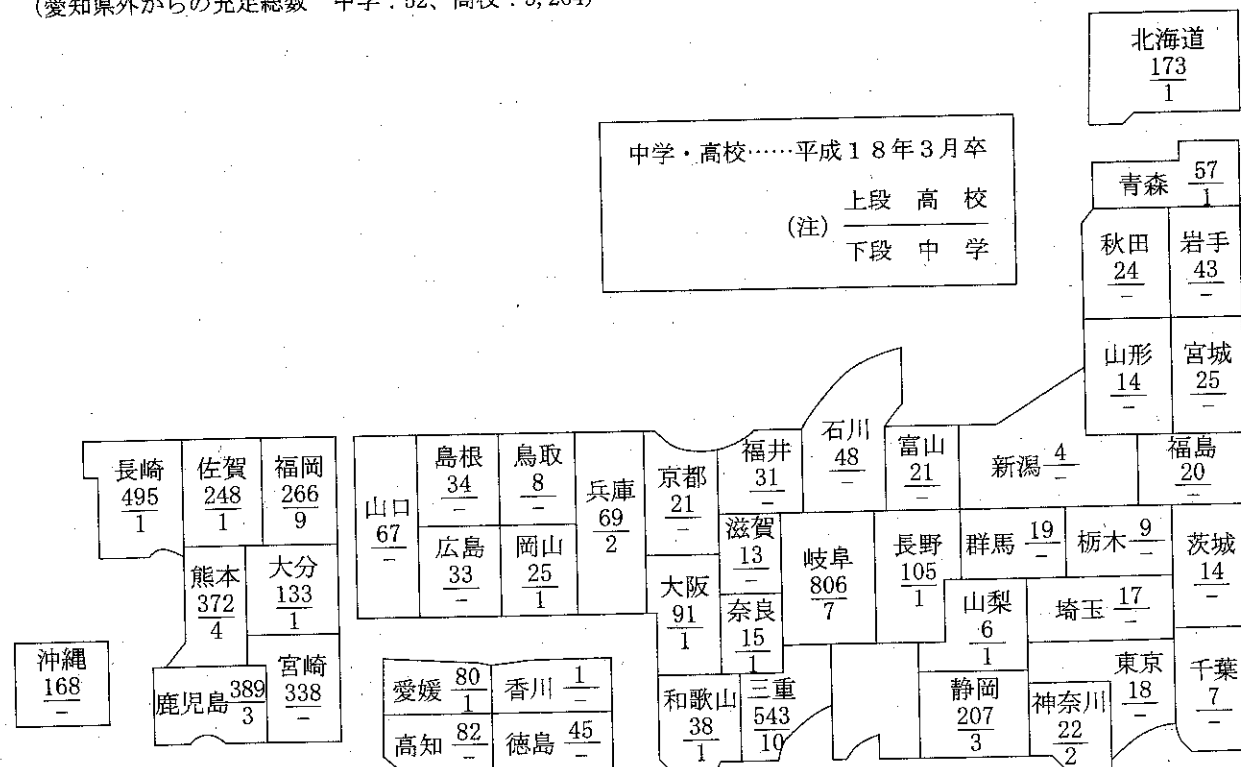 (愛知県外からの充足総数 中学:52、高校:5,264)
北海道
173
1
中学・高校……平成18年3月卒
(注)
上段 高校
下段 中学
青森 57
1
秋田
24
－
岩手
43
－
山形
14
－
宮城
25
－
長崎
495
1
佐賀
248
1
福岡
266
9
山口
67
－
島根
34
－
鳥取
8
－
兵庫
69
2
京都
21
－
福井
31
－
石川
48
－
富山
21
－
新潟 4
－
福島
20
－
熊本
372
4
大分
133
1
広島
33
－
岡山
25
1
大阪
91
1
滋賀
13
－
奈良
15
1
岐阜
806
7
長野
105
1
群馬 19
－
栃木 9
－
茨城
14
－
山梨
6
1
埼玉 17
－
沖縄
168
－
鹿児島 389
3
宮崎
338
－
愛媛 80
1
香川 1
－
高知 82
－
徳島 45
－
和歌山
38
1
三重
543
10
静岡
207
3
神奈川
22
2
東京
18
－
千葉
7
－